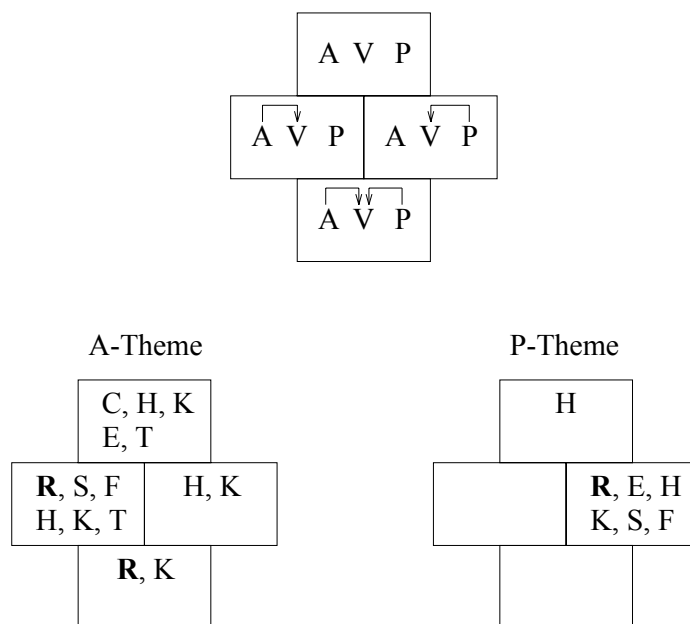 A V P
A V P A V P
A V P
A-Theme P-Theme
C, H, K
E, T
H
R, S, F
H, K, T
H, K
R, E, H
K, S, F
R, K